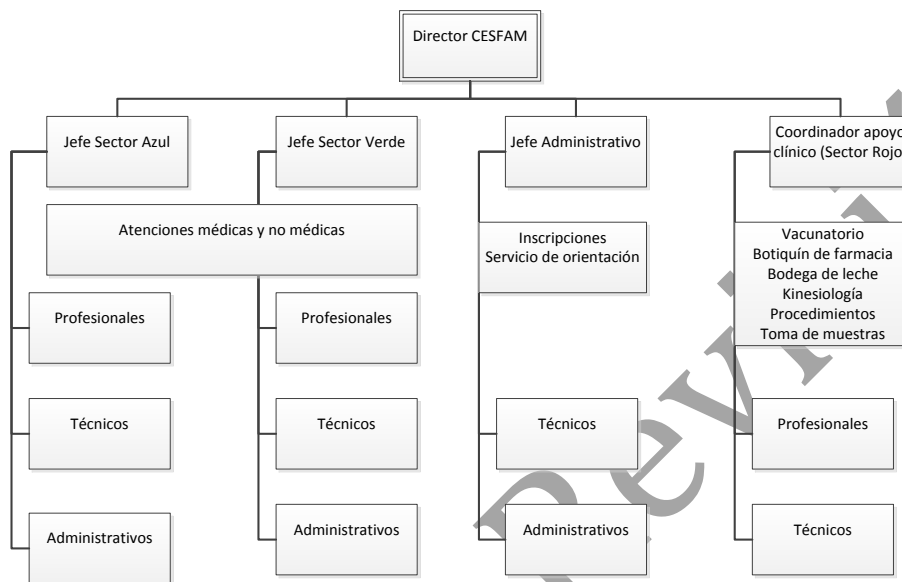 Director CESFAM
Jefe Sector Azul
Jefe Sector Verde
Jefe Administrativo
Coordinador apoyo
clínico (Sector Rojo
Atenciones médicas y no médicas
Inscripciones
Servicio de orientación
Vacunatorio
Botiquín de farmacia
Bodega de leche
Kinesiología
Procedimientos
Toma de muestras
Profesionales
Profesionales
Técnicos
Técnicos
Técnicos
Profesionales
Administrativos
Administrativos
Administrativos
Técnicos